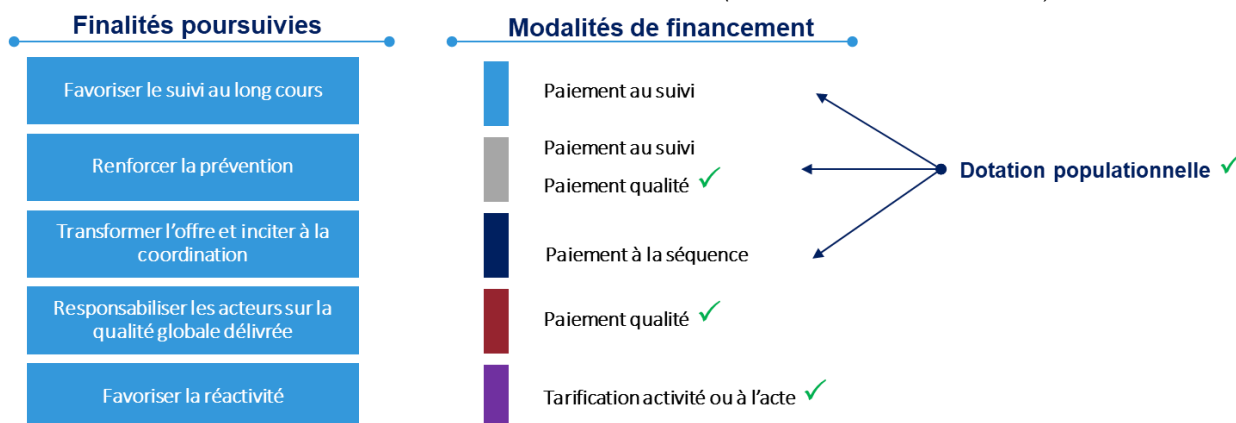 Finalités poursuivies
Modalités de financement
Favoriser le suivi au long cours
Paiement au suivi
Renforcer la prévention
Paiement au suivi
Paiement qualité ✓
Dotation populationnelle ✓
Transformer l'offre et inciter à la
coordination
Paiement à la séquence
Responsabiliser les acteurs sur la
qualité globale délivrée
Paiement qualité ✓
Favoriser la réactivité
Tarification activité ou à l'acte ✓